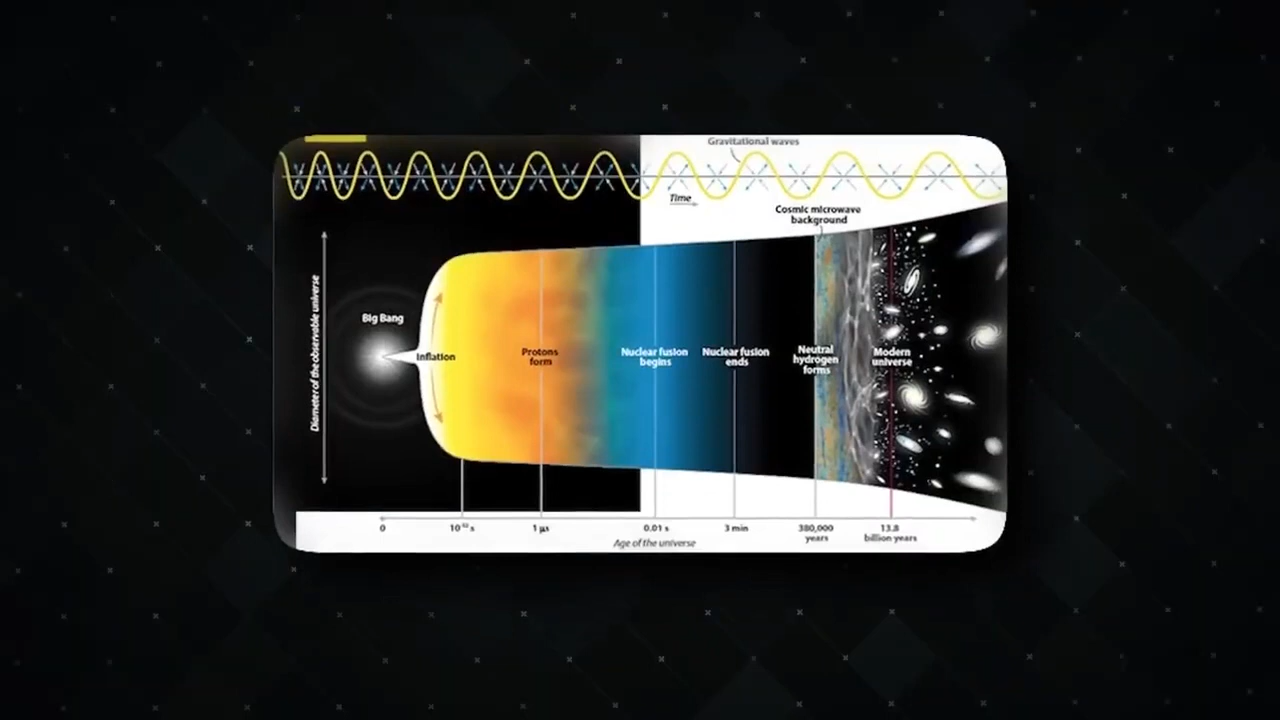 Gravitational waves
Time
Cosmic microwave
background
Diameter of the observable universe
Big Bang
Inflation
Protons
form
Nuclear fusion
begins
Nuclear fusion
ends
Neutral
hydrogen
forms
Modern
universe
0
1 μs
0.01 s
3 min
380,000
years
13.8
billion years
Age of the universe